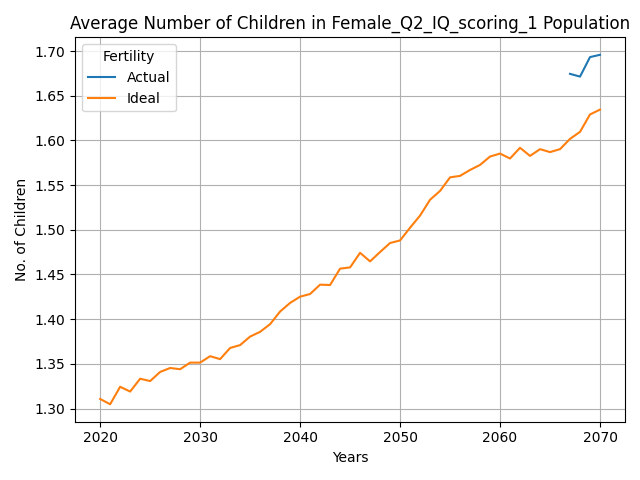 Average Number of Children in Female_Q2_IQ_scoring_1 Population
Fertility
Actual
Ideal
No. of Children
1.70
1.65
1.60
1.55
1.50
1.45
1.40
1.35
1.30
2020 2030 2040 2050 2060 2070
Years